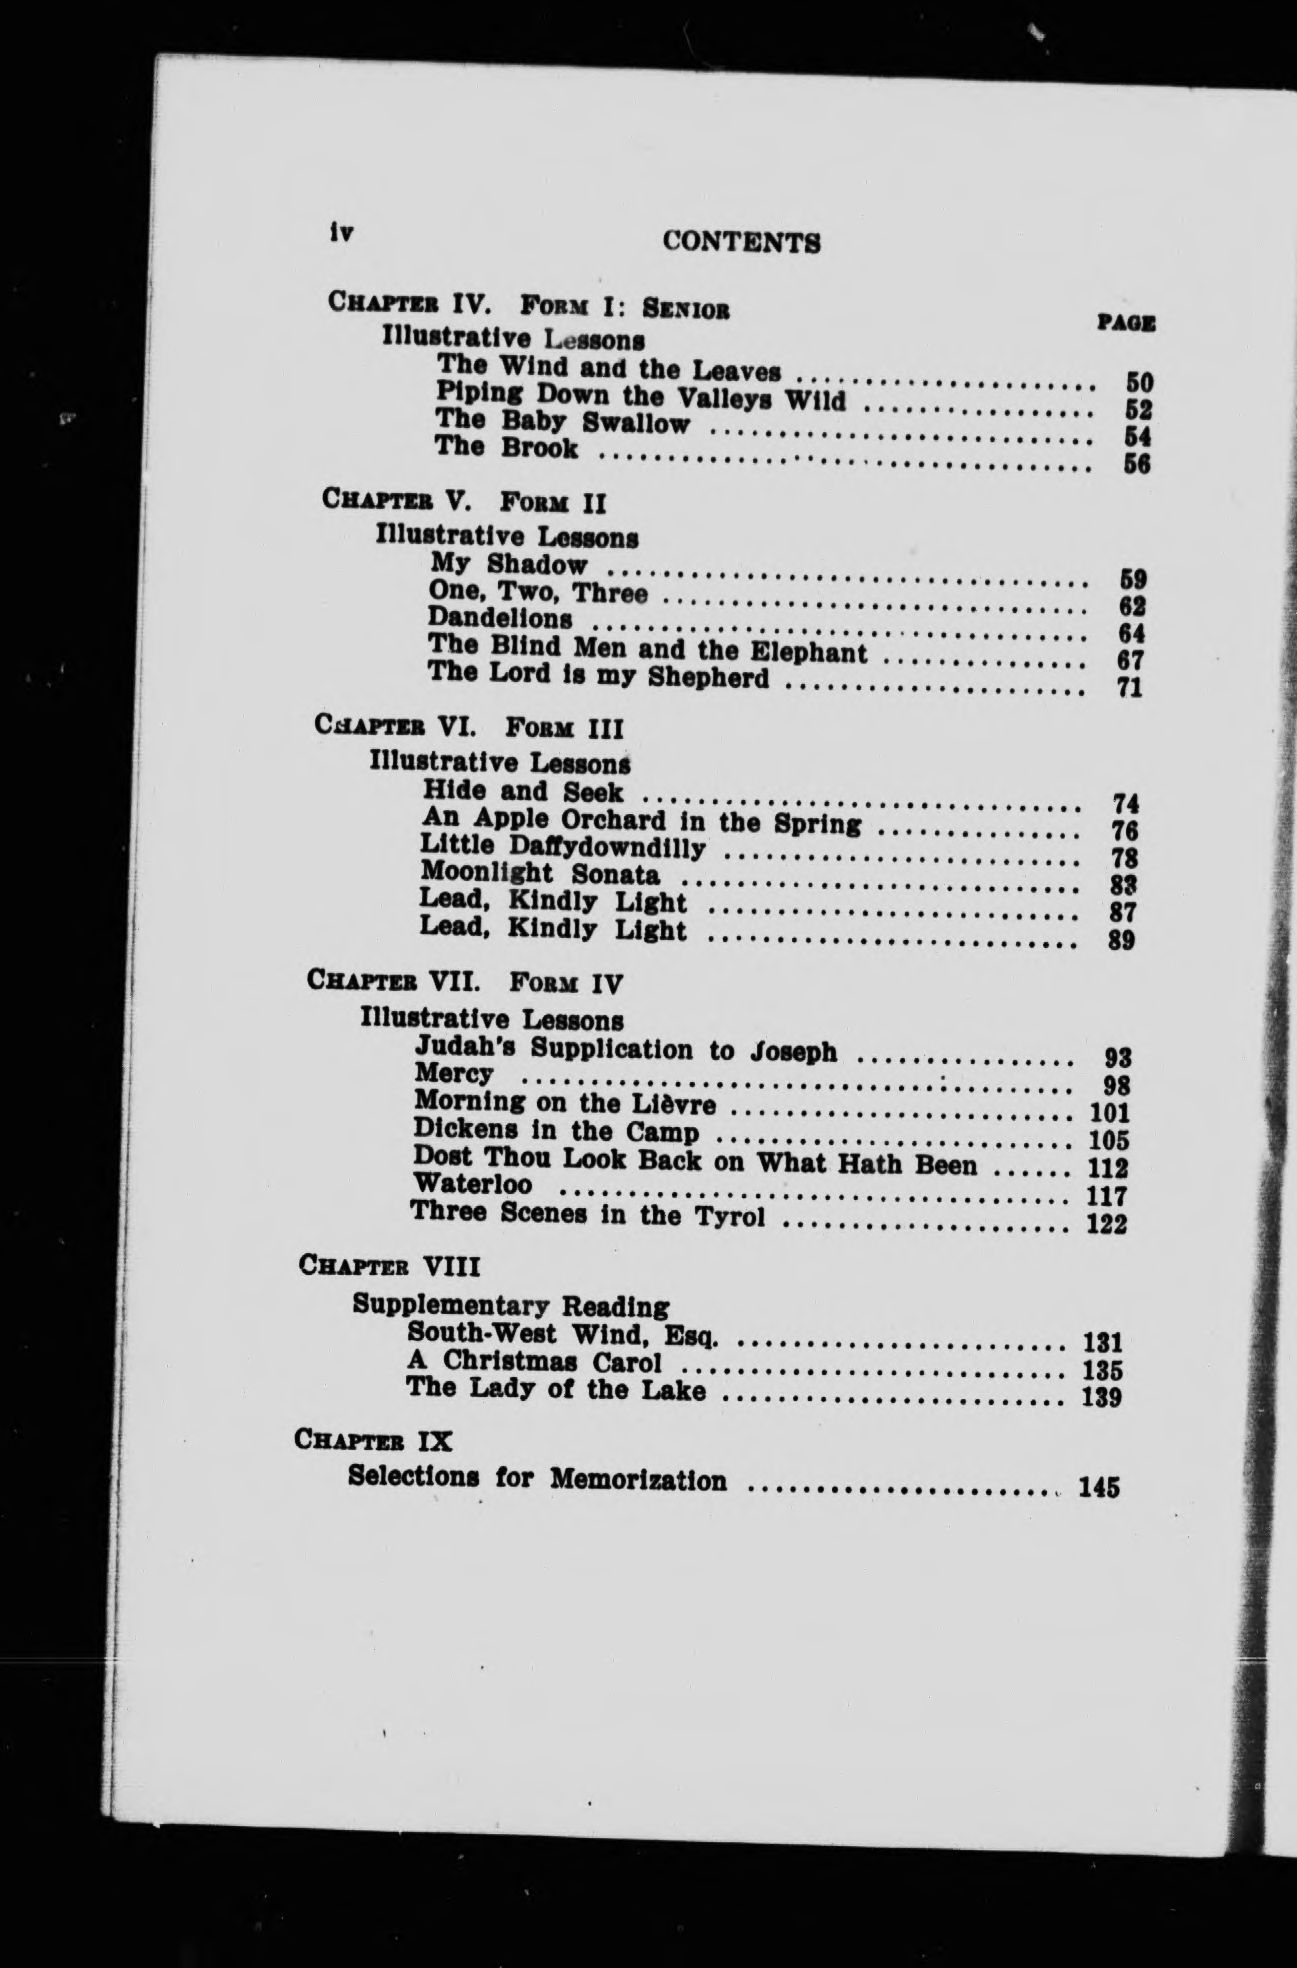 iv
CONTENTS
CHAPTER IV. FORM I: SENIOR
PAGE
Illustrative Lessons
The Wind and the Leaves ........................ 50
Piping Down the Valleys Wild .................. 52
The Baby Swallow ............................ 54
The Brook .................................... 56
CHAPTER V. FORM II
Illustrative Lessons
My Shadow ................................... 59
One, Two, Three ............................... 62
Dandelions .................................... 64
The Blind Men and the Elephant ............... 67
The Lord is my Shepherd ...................... 71
CHAPTER VI. FORM III
Illustrative Lessons
Hide and Seek ................................ 74
An Apple Orchard in the Spring ............... 76
Little Daffydowndilly .......................... 78
Moonlight Sonata ............................. 83
Lead, Kindly Light ........................... 87
Lead, Kindly Light ........................... 89
CHAPTER VII. FORM IV
Illustrative Lessons
Judah's Supplication to Joseph ................ 93
Mercy ........................................ 98
Morning on the Lièvre ......................... 101
Dickens in the Camp .......................... 105
Dost Thou Look Back on What Hath Been ...... 112
Waterloo ..................................... 117
Three Scenes in the Tyrol ..................... 122
CHAPTER VIII
Supplementary Reading
South-West Wind, Esq. ........................ 131
A Christmas Carol ............................ 135
The Lady of the Lake ......................... 139
CHAPTER IX
Selections for Memorization ....................... 145